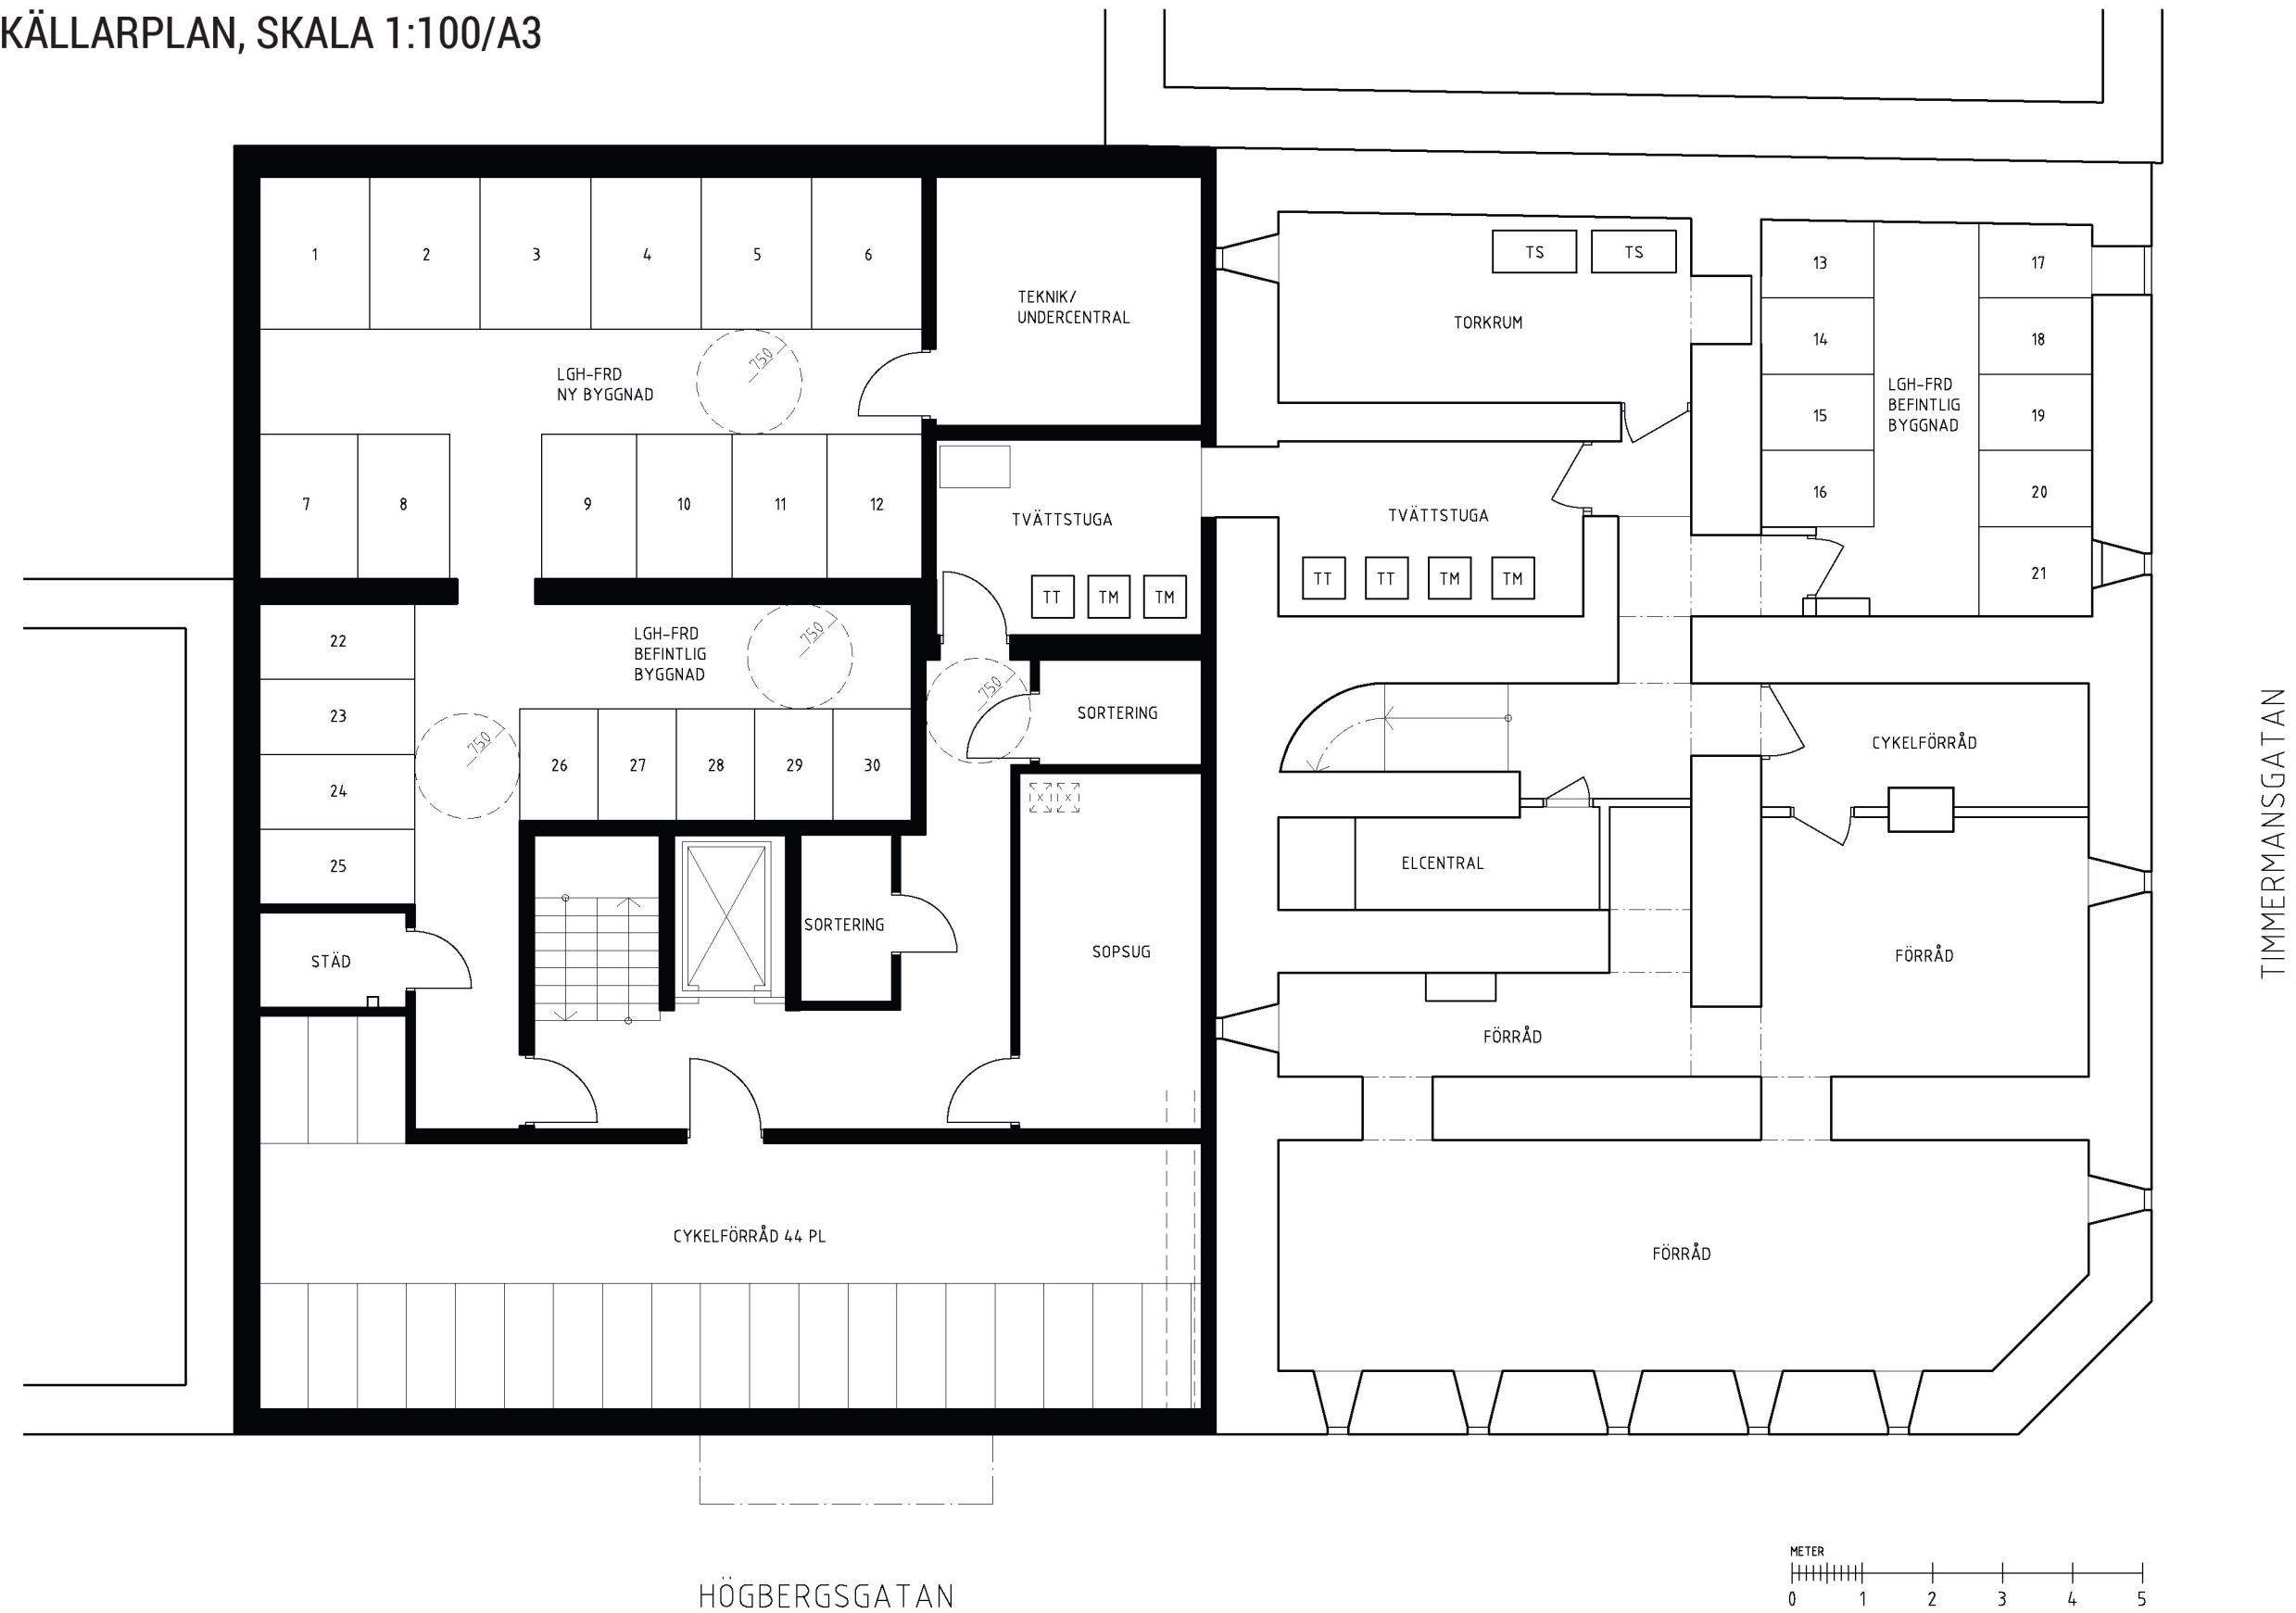 KÄLLARPLAN, SKALA 1:100/A3
1
2
3
4
5
6
TEKNIK/
UNDERCENTRAL
LGH-FRD
NY BYGGNAD
750
7
8
9
10
11
12
TVÄTTSTUGA
TT
TM
TM
TS
TS
TORKRUM
TVÄTTSTUGA
TT
TT
TM
TM
13
14
15
16
LGH-FRD
BEFINTLIG
BYGGNAD
17
18
19
20
21
22
23
24
25
LGH-FRD
BEFINTLIG
BYGGNAD
750
750
750
26
27
28
29
30
SORTERING
SORTERING
STÄD
SOPSUG
CYKELFÖRRÅD
ELCENTRAL
FÖRRÅD
FÖRRÅD
FÖRRÅD
CYKELFÖRRÅD 44 PL
TIMMERMANSGATAN
HÖGBERGSGATAN
METER
0 1 2 3 4 5